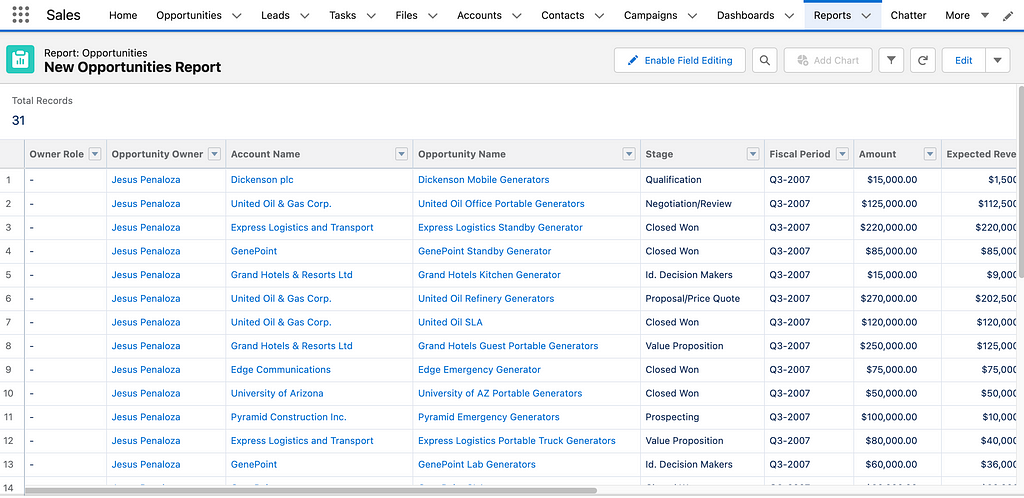 Sales Home Opportunities Leads Tasks Files Accounts Contacts Campaigns Dashboards Reports Chatter More
Report: Opportunities
New Opportunities Report
Enable Field Editing Add Chart Edit
Total Records
31
Owner Role Opportunity Owner Account Name Opportunity Name Stage Fiscal Period Amount Expected Reve
1 - Jesus Penaloza Dickenson plc Dickenson Mobile Generators Qualification Q3-2007 $15,000.00 $1,500
2 - Jesus Penaloza United Oil & Gas Corp. United Oil Office Portable Generators Negotiation/Review Q3-2007 $125,000.00 $112,500
3 - Jesus Penaloza Express Logistics and Transport Express Logistics Standby Generator Closed Won Q3-2007 $220,000.00 $220,000
4 - Jesus Penaloza GenePoint GenePoint Standby Generator Closed Won Q3-2007 $85,000.00 $85,000
5 - Jesus Penaloza Grand Hotels & Resorts Ltd Grand Hotels Kitchen Generator Id. Decision Makers Q3-2007 $15,000.00 $9,000
6 - Jesus Penaloza United Oil & Gas Corp. United Oil Refinery Generators Proposal/Price Quote Q3-2007 $270,000.00 $202,500
7 - Jesus Penaloza United Oil & Gas Corp. United Oil SLA Closed Won Q3-2007 $120,000.00 $120,000
8 - Jesus Penaloza Grand Hotels & Resorts Ltd Grand Hotels Guest Portable Generators Value Proposition Q3-2007 $250,000.00 $125,000
9 - Jesus Penaloza Edge Communications Edge Emergency Generator Closed Won Q3-2007 $75,000.00 $75,000
10 - Jesus Penaloza University of Arizona University of AZ Portable Generators Closed Won Q3-2007 $50,000.00 $50,000
11 - Jesus Penaloza Pyramid Construction Inc. Pyramid Emergency Generators Prospecting Q3-2007 $100,000.00 $10,000
12 - Jesus Penaloza Express Logistics and Transport Express Logistics Portable Truck Generators Value Proposition Q3-2007 $80,000.00 $40,000
13 - Jesus Penaloza GenePoint GenePoint Lab Generators Id. Decision Makers Q3-2007 $60,000.00 $36,000
14